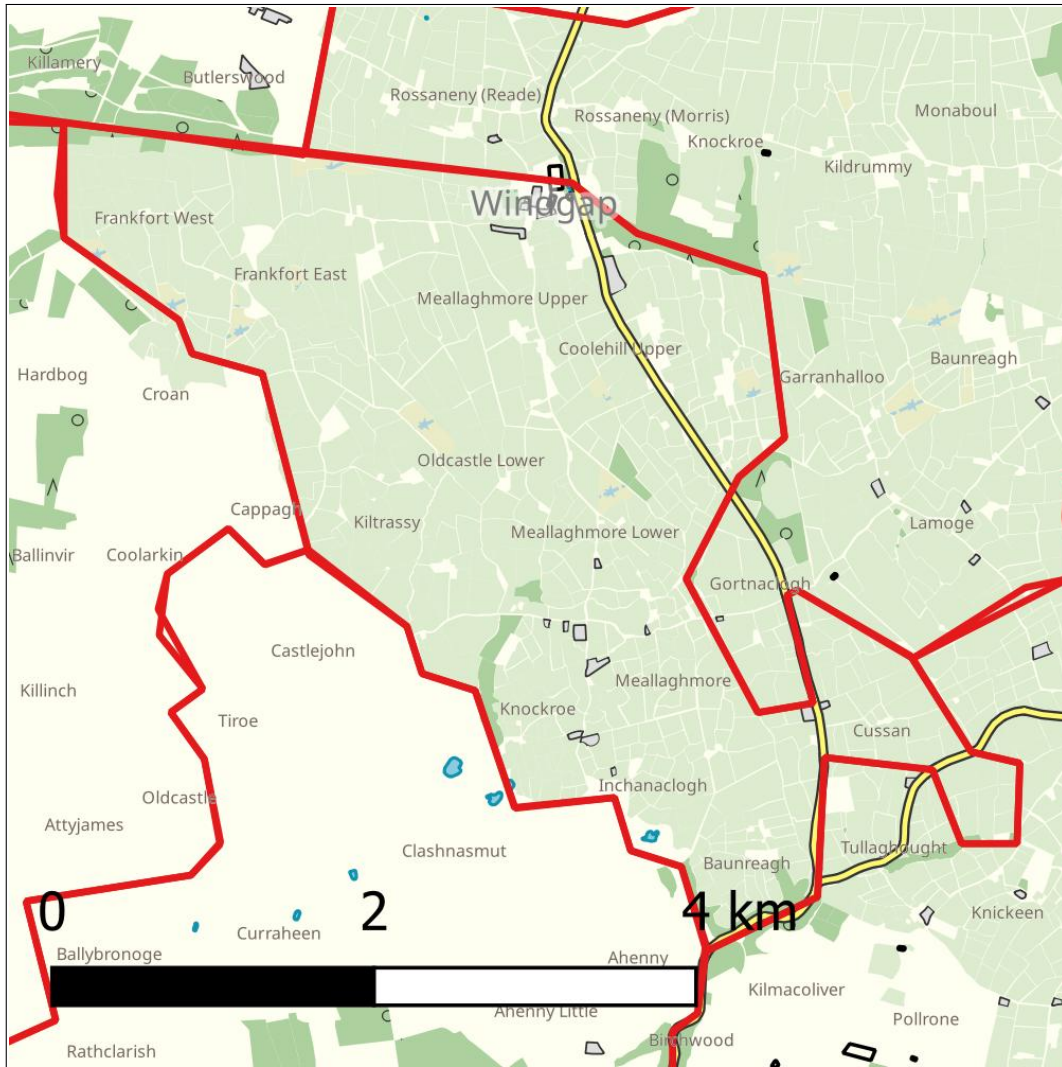 Killamery
Butlerswood
Rossaneny (Reade)
Rossaneny (Morris)
Monaboul
Knockroe
Kildrummy
Windgap
Frankfort West
Frankfort East
Meallaghmore Upper
Coolehill Upper
Baunreagh
Hardbog
Garranhalloo
Croan
Oldcastle Lower
Cappagh
Kiltrassy
Meallaghmore Lower
Lamoge
Ballinvir
Coolarkin
Gortnaclogh
Castlejohn
Killinch
Meallaghmore
Knockroe
Tiroe
Cussan
Inchanaclogh
Oldcastle
Attyjames
Clashnasmut
Tullaghought
Baunreagh
0
2
4 km
Knickeen
Curraheen
Ballybronoge
Ahenny
Kilmacoliver
Ahenny Little
Pollrone
Birchwood
Rathclarish